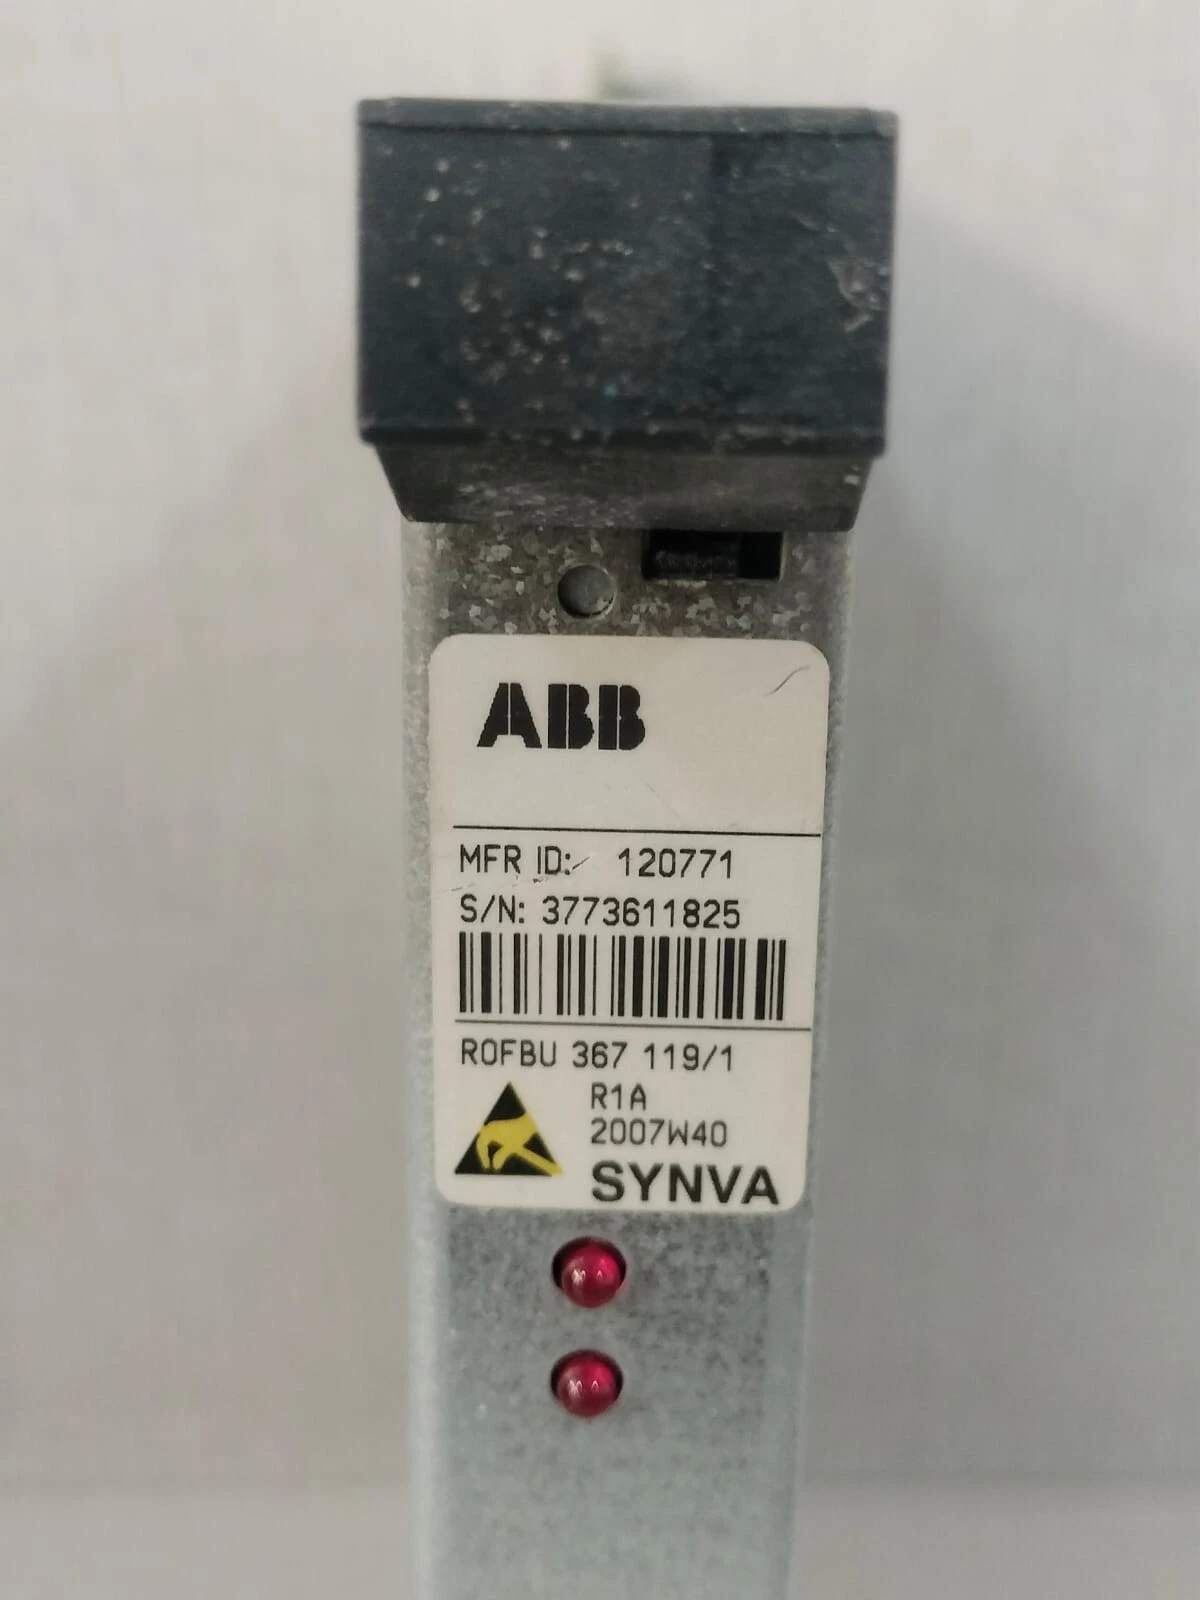 ABB
MFR ID: 120771
S/N: 3773611825
ROFBU 367 119/1
R1A
2007W40
SYNVA